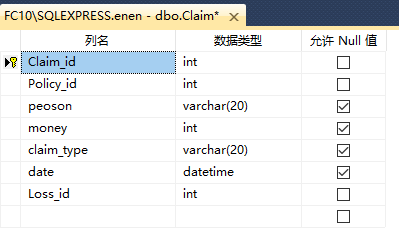 FC10\SQLEXPRESS.enen - dbo.Claim*
列名 数据类型 允许 Null 值
Claim_id int
Policy_id int
peoson varchar(20)
money int
claim_type varchar(20)
date datetime
Loss_id int